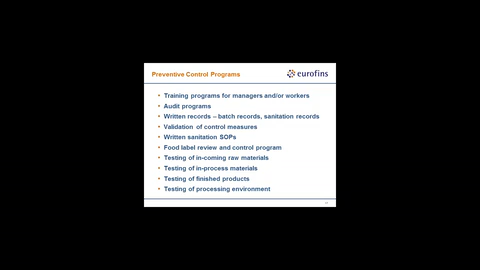 Preventive Control Programs
eurofins
• Training programs for managers and/or workers
• Audit programs
• Written records – batch records, sanitation records
• Validation of control measures
• Written sanitation SOPs
• Food label review and control program
• Testing of in-coming raw materials
• Testing of in-process materials
• Testing of finished products
• Testing of processing environment